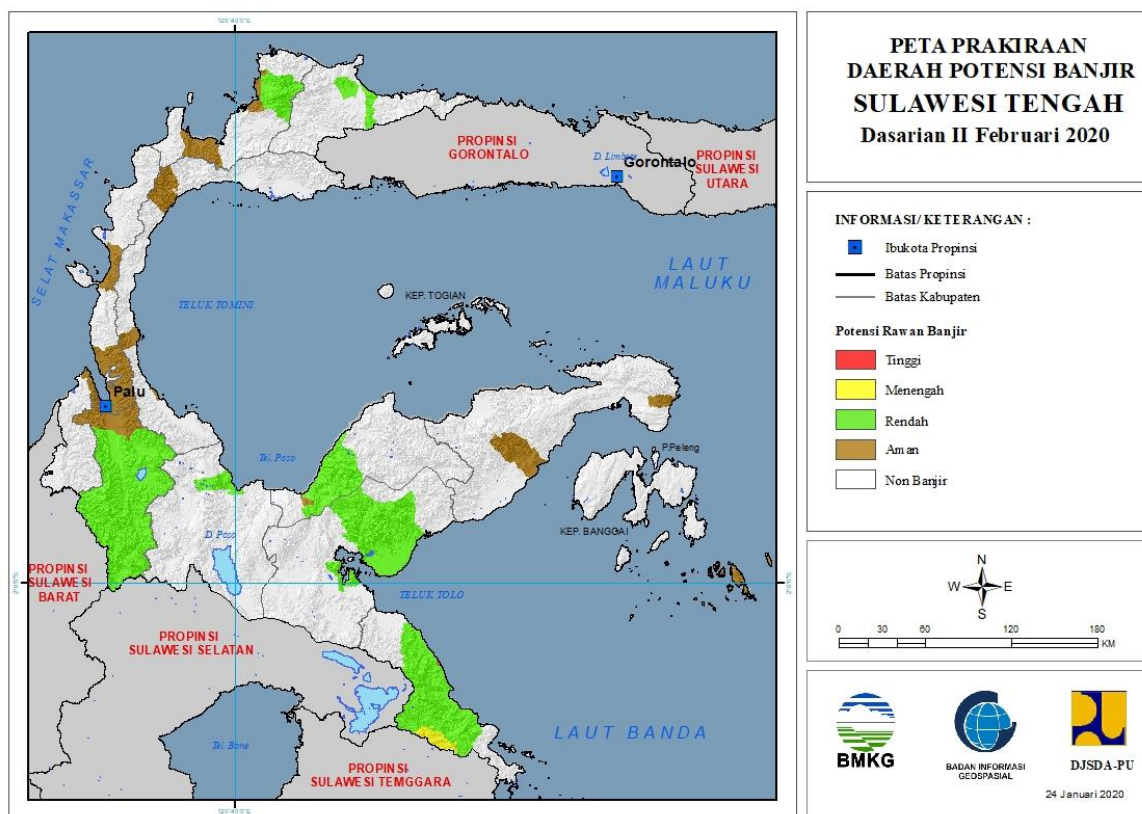 PETA PRAKIRAAN
DAERAH POTENSI BANJIR
SULAWESI TENGAH
Dasarian II Februari 2020
INFORMASI/ KETERANGAN :
Ibukota Propinsi
Batas Propinsi
Batas Kabupaten
Potensi Rawan Banjir
Tinggi
Menengah
Rendah
Aman
Non Banjir
N
W
E
S
0
30
60
120
180
KM
BMKG
BADAN INFORMASI
GEOSPASIAL
DJSDA-PU
24 Januari 2020
PROPINSI
GORONTALO
D. Limboto
Gorontalo
PROPINSI
SULAWESI
UTARA
SELAT MAKASSAR
LAUT
MALUKU
TELUK TOMINI
KEP. TOGIAN
Palu
Tel. Poso
P.Peleng
KEP. BANGGAI
D. Poso
PROPINSI
SULAWESI
BARAT
TELUK TOLO
PROPINSI
SULAWESI SELATAN
LAUT BANDA
Tel. Bone
PROPINSI
SULAWESI TEMGGARA